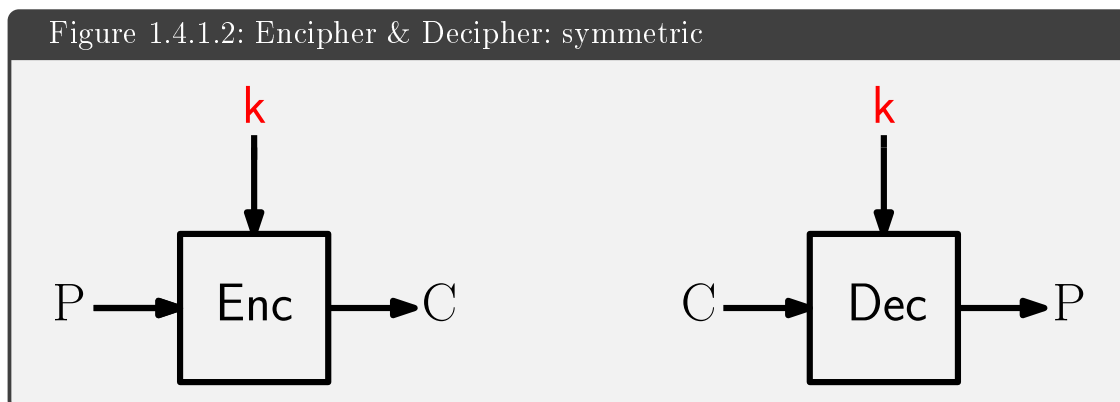 Figure 1.4.1.2: Encipher & Decipher: symmetric
k k
P Enc C C Dec P